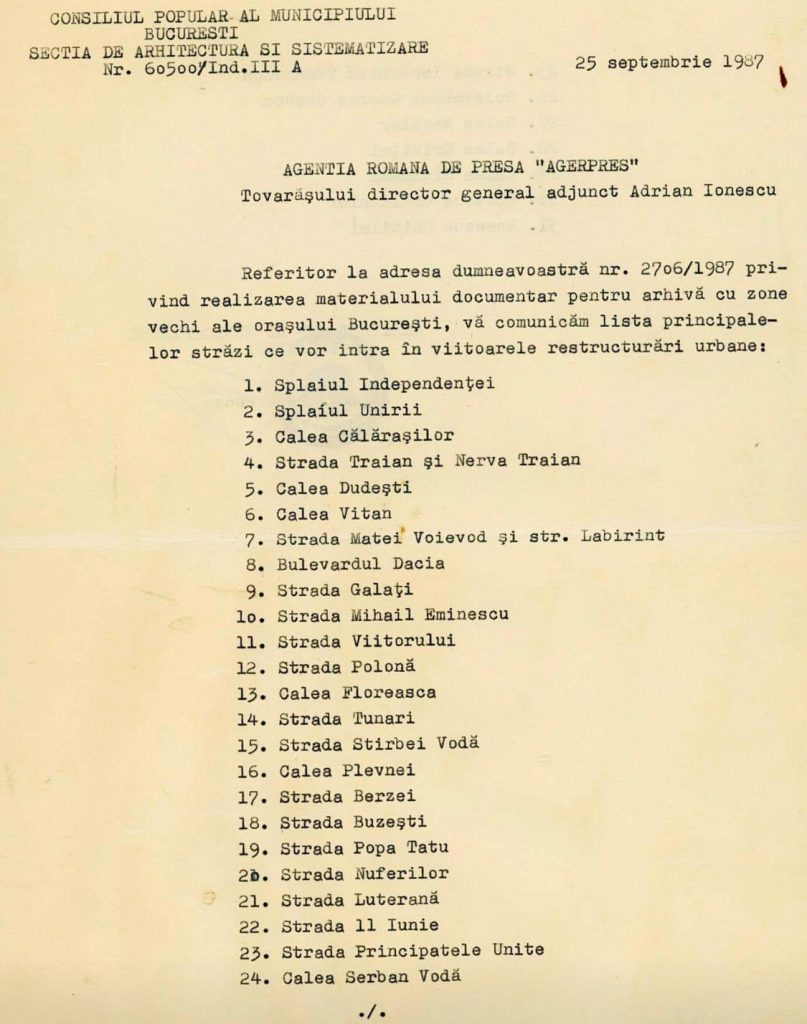 CONSILIUL POPULAR AL MUNICIPIULUI
BUCURESTI
SECTIA DE ARHITECTURA SI SISTEMATIZARE
Nr. 60500/Ind.III A
25 septembrie 1987
AGENTIA ROMANA DE PRESA "AGERPRES"
Tovarăşului director general adjunct Adrian Ionescu
Referitor la adresa dumneavoastră nr. 2706/1987 pri-
vind realizarea materialului documentar pentru arhivă cu zone
vechi ale oraşului Bucureşti, vă comunicăm lista principale-
lor străzi ce vor intra în viitoarele restructurări urbane:
1. Splaiul Independenţei
2. Splaiul Unirii
3. Calea Călăraşilor
4. Strada Traian şi Nerva Traian
5. Calea Dudeşti
6. Calea Vitan
7. Strada Matei Voievod şi str. Labirint
8. Bulevardul Dacia
9. Strada Galaţi
10. Strada Mihail Eminescu
11. Strada Viitorului
12. Strada Polonă
13. Calea Floreasca
14. Strada Tunari
15. Strada Stirbei Vodă
16. Calea Plevnei
17. Strada Berzei
18. Strada Buzeşti
19. Strada Popa Tatu
20. Strada Nuferilor
21. Strada Luterană
22. Strada 11 Iunie
23. Strada Principatele Unite
24. Calea Serban Vodă
./.